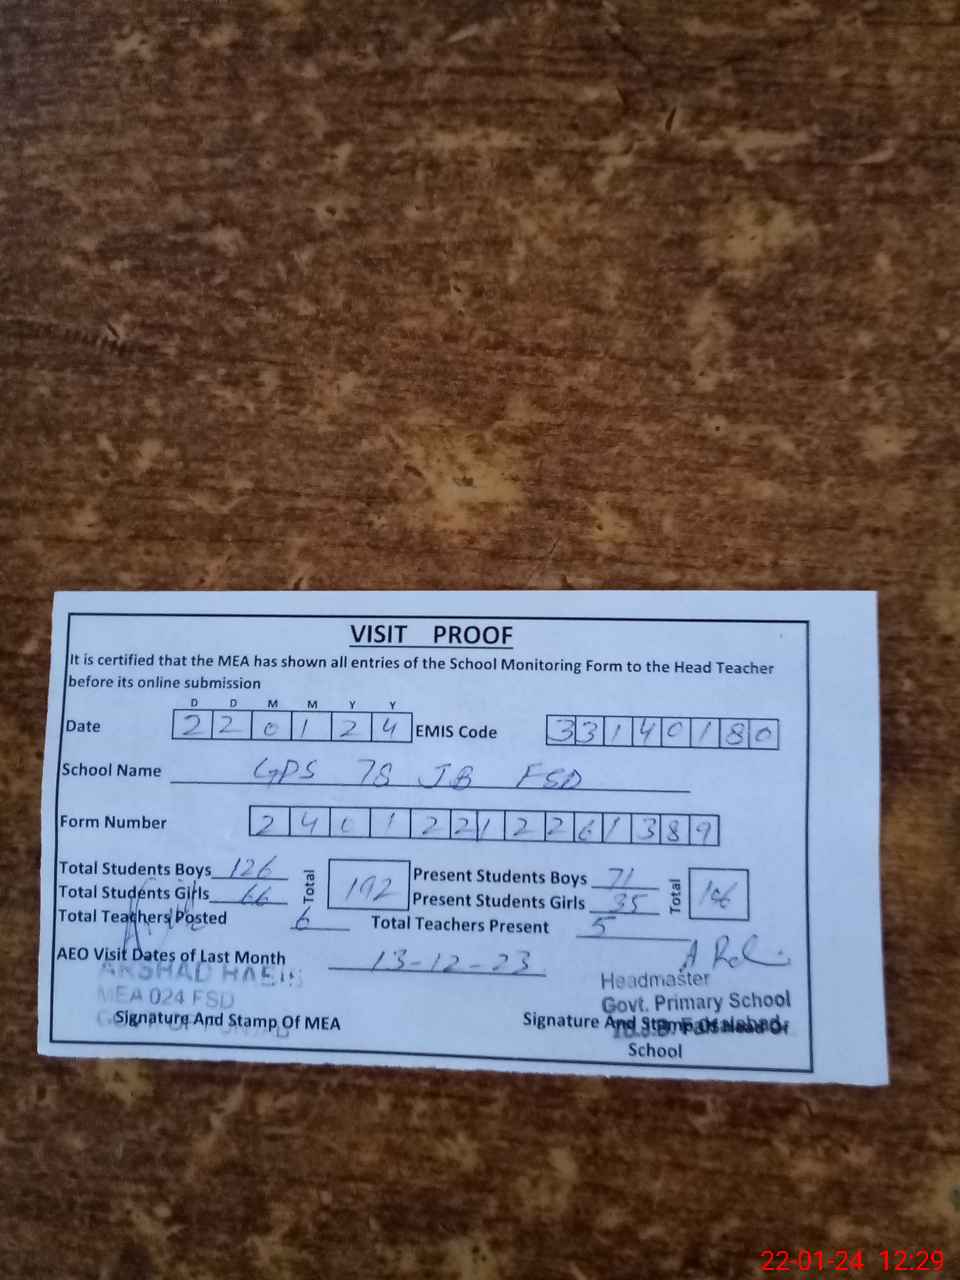 VISIT PROOF
It is certified that the MEA has shown all entries of the School Monitoring Form to the Head Teacher
before its online submission
D D M M Y Y
Date 2 2 0 1 2 4 EMIS Code 3 3 1 4 0 1 8 0
School Name GPS 78 JB FSD
Form Number 2 4 0 1 2 2 1 2 2 6 1 3 8 9
Total Students Boys 126 Total 192 Present Students Boys 71 Total 106
Total Students Girls 66 Present Students Girls 35
Total Teachers Posted 6 Total Teachers Present 5
AEO Visit Dates of Last Month 13-12-23
ARSHAD
MEA 024 FSD
Signature And Stamp Of MEA
Headmaster
Govt. Primary School
Signature And Stamp Of Head Of
School
22-01-24 12:29